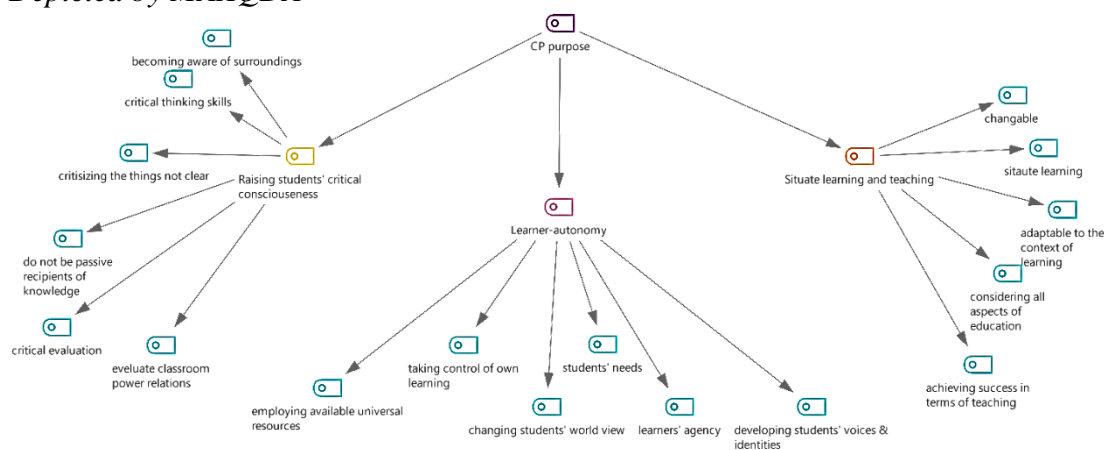 Depicted by MAXQDA
CP purpose
becoming aware of surroundings
critical thinking skills
critisizing the things not clear
Raising students' critical
consciousness
do not be passive
recipients of
knowledge
critical evaluation
eveluate classroom
power relations
Learner-autonomy
employing available universal
resources
taking control of own
learning
changing students' world view
students' needs
learners' agency
developing students' voices &
identities
Situate learning and teaching
changable
sitaute learning
adaptable to the
context of
learning
considering all
aspects of
education
achieving success in
terms of teaching